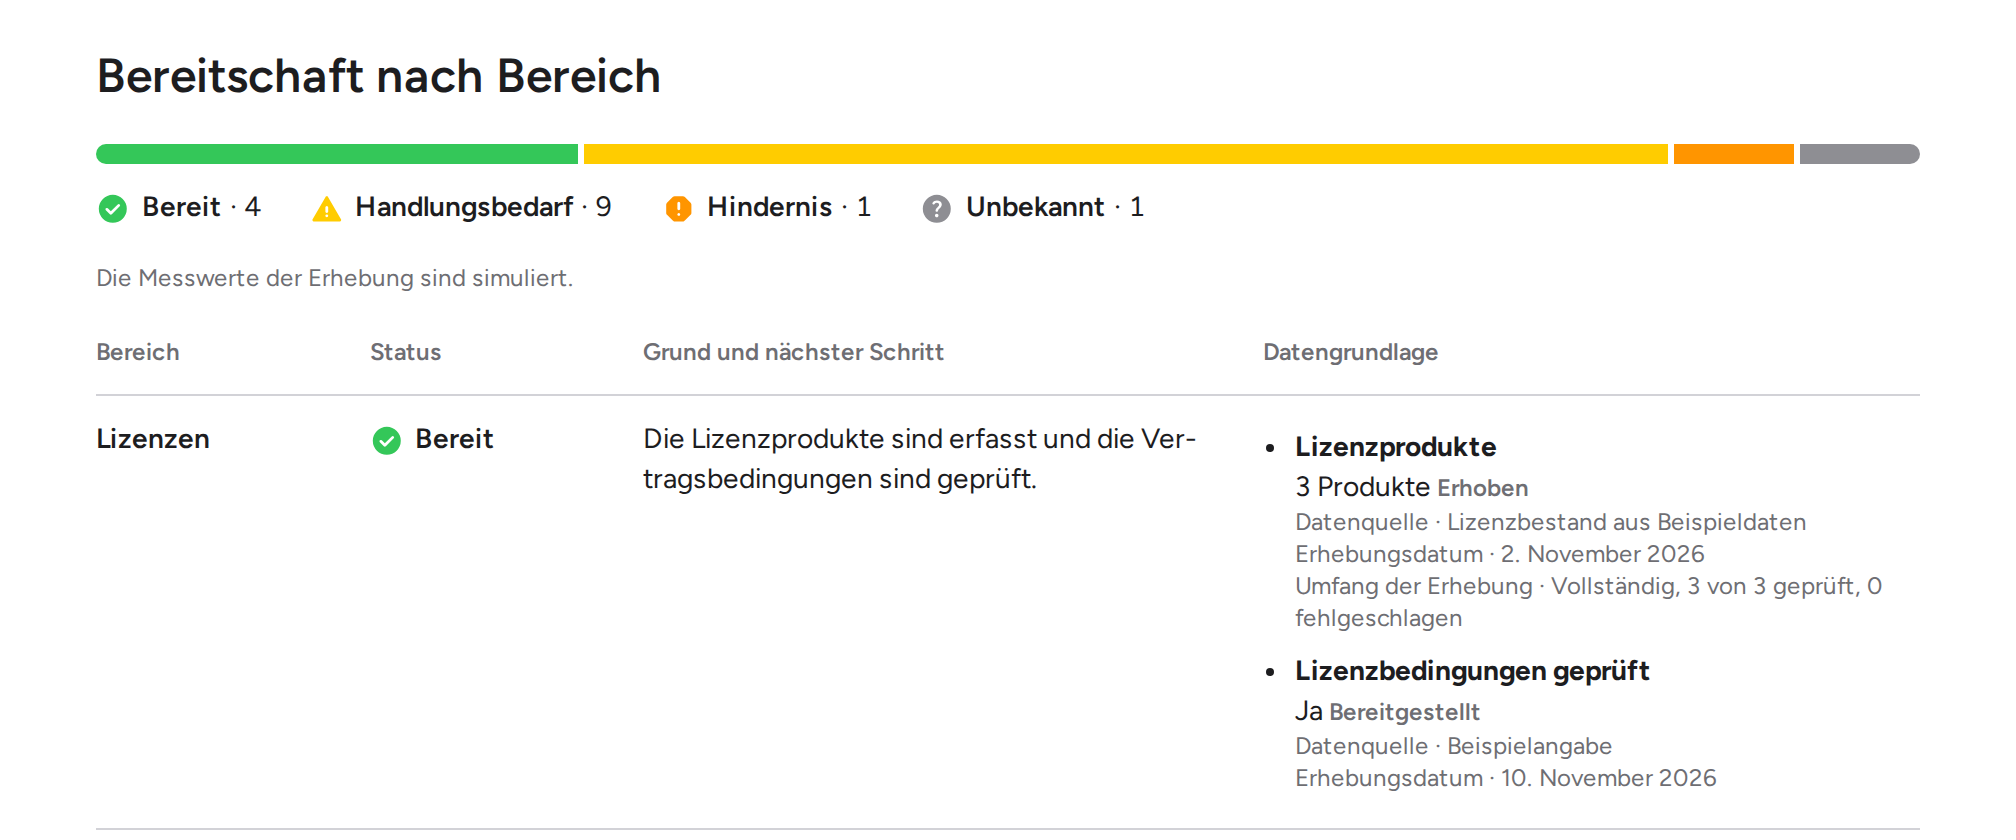 Bereitschaft nach Bereich
Bereit · 4 Handlungsbedarf · 9 Hindernis · 1 Unbekannt · 1
Die Messwerte der Erhebung sind simuliert.
Bereich Status Grund und nächster Schritt Datengrundlage
Lizenzen Bereit Die Lizenzprodukte sind erfasst und die Ver-
tragsbedingungen sind geprüft.
• Lizenzprodukte
3 Produkte Erhoben
Datenquelle · Lizenzbestand aus Beispieldaten
Erhebungsdatum · 2. November 2026
Umfang der Erhebung · Vollständig, 3 von 3 geprüft, 0
fehlgeschlagen
• Lizenzbedingungen geprüft
Ja Bereitgestellt
Datenquelle · Beispielangabe
Erhebungsdatum · 10. November 2026